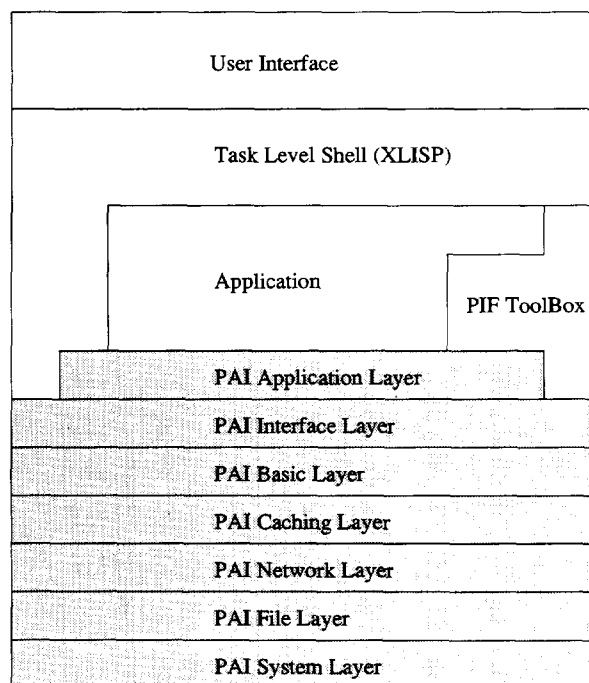 User Interface
Task Level Shell (XLISP)
Application
PIF ToolBox
PAI Application Layer
PAI Interface Layer
PAI Basic Layer
PAI Caching Layer
PAI Network Layer
PAI File Layer
PAI System Layer